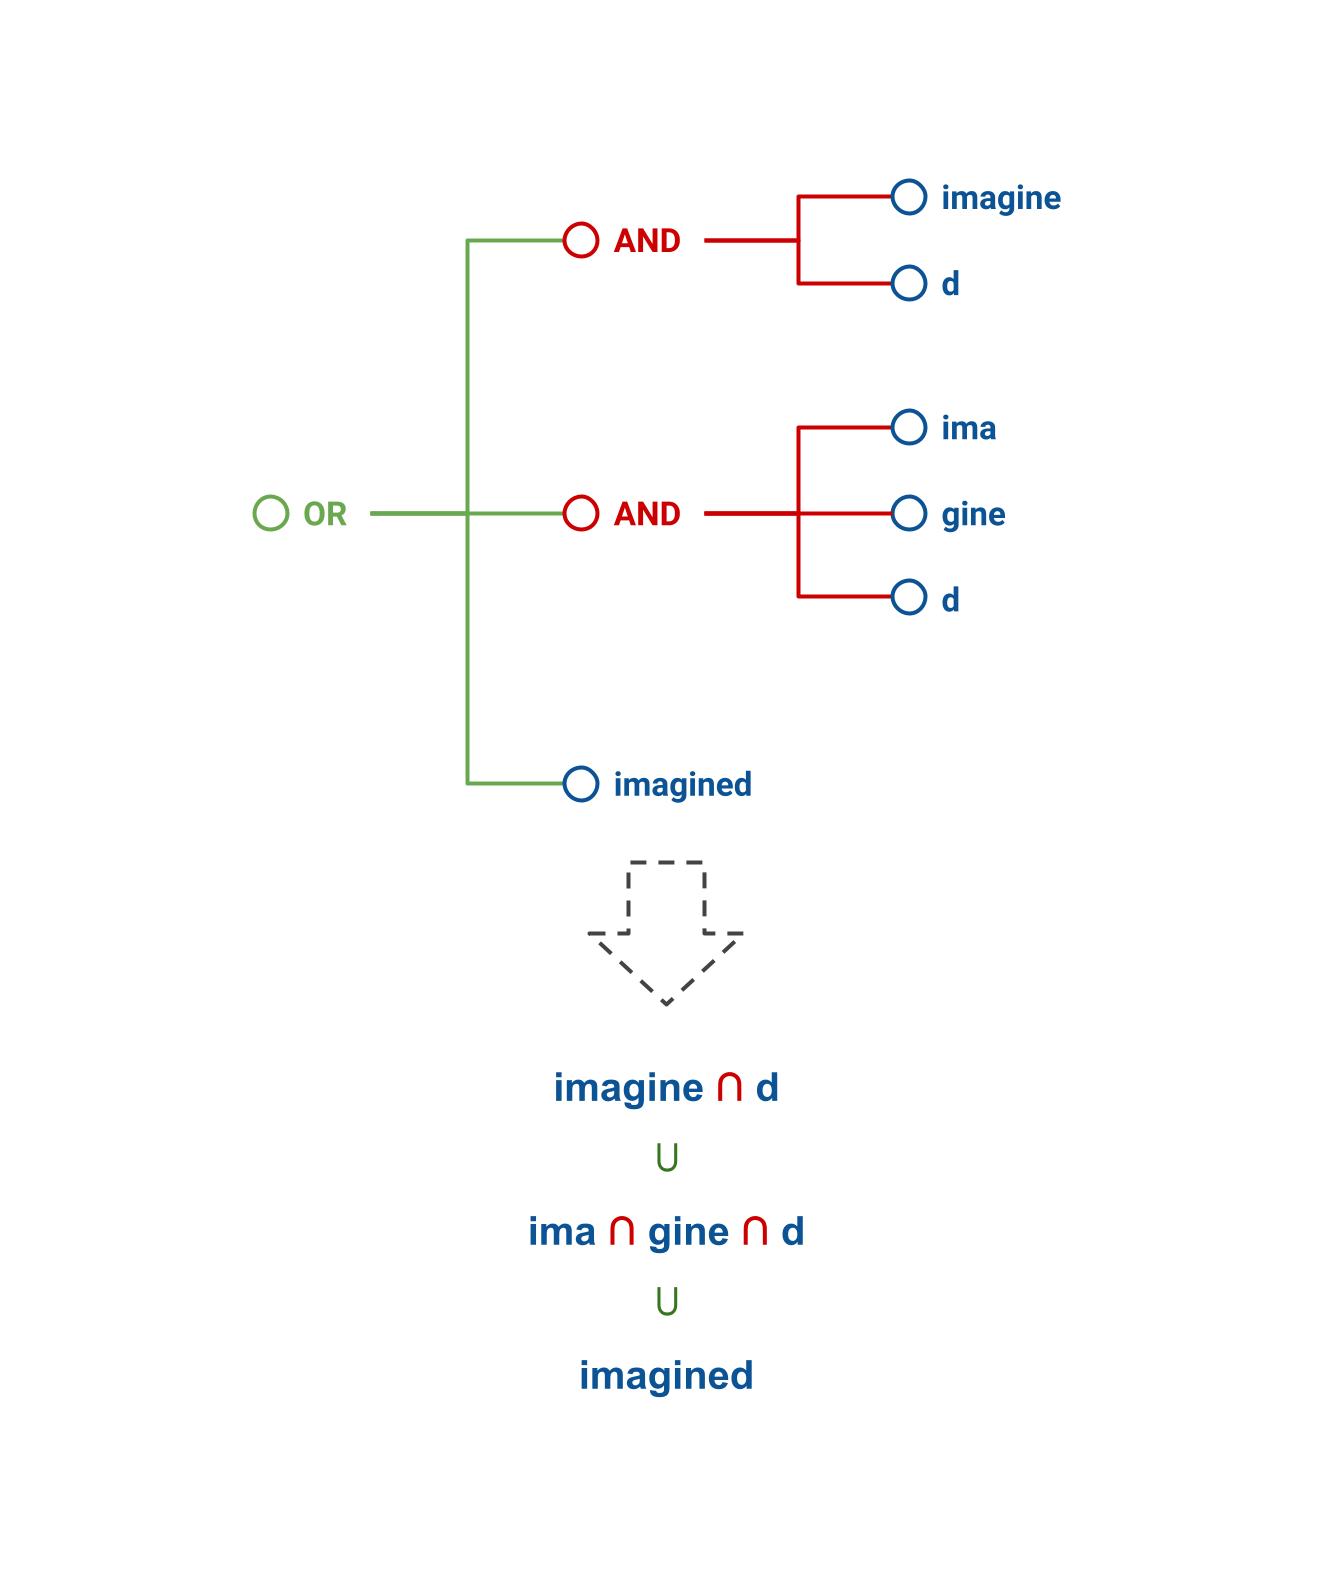 imagine
AND
d
ima
OR
AND
gine
d
imagined
imagine ∩ d
∪
ima ∩ gine ∩ d
∪
imagined